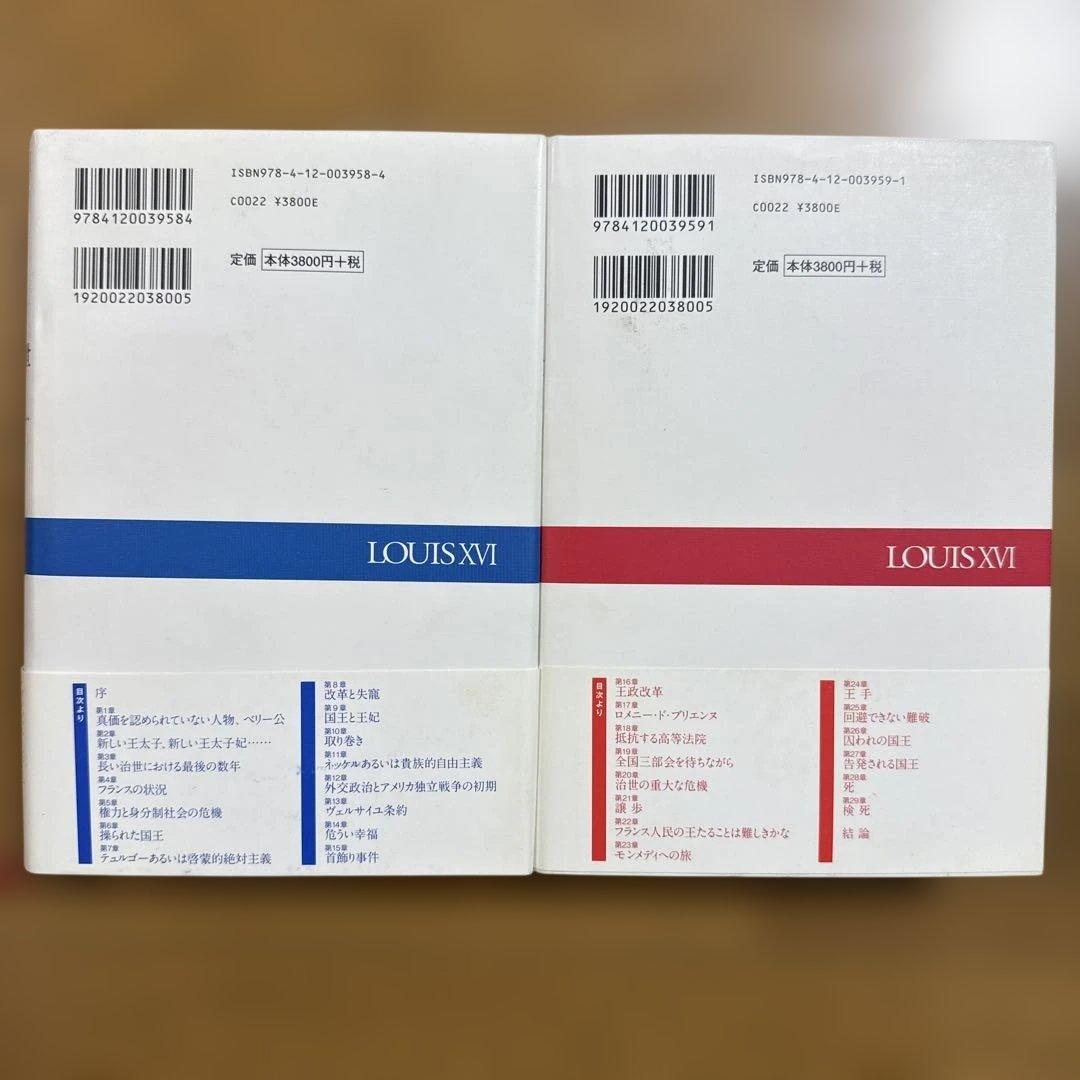 ISBN978-4-12-003958-4
C0022 ¥3800E
9784120039584
定価 本体3800円+税
1920022038005
LOUIS XVI
目次より
序
第1章
真価を認められていない人物、ベリー公
第2章
新しい王太子、新しい王太子妃……
第3章
長い治世における最後の数年
第4章
フランスの状況
第5章
権力と身分制社会の危機
第6章
操られた国王
第7章
テュルゴーあるいは啓蒙的絶対主義
第8章
改革と失寵
第9章
国王と王妃
第10章
取り巻き
第11章
ネッケルあるいは貴族的自由主義
第12章
外交政治とアメリカ独立戦争の初期
第13章
ヴェルサイユ条約
第14章
危うい幸福
第15章
首飾り事件
ISBN978-4-12-003959-1
C0022 ¥3800E
9784120039591
定価 本体3800円+税
1920022038005
LOUIS XVI
目次より
第16章
王政改革
第17章
ロメニー・ド・ブリエンヌ
第18章
抵抗する高等法院
第19章
全国三部会を待ちながら
第20章
治世の重大な危機
第21章
譲歩
第22章
フランス人民の王たることは難しきかな
第23章
モンメディへの旅
第24章
王手
第25章
回避できない難破
第26章
囚われの国王
第27章
告発される国王
第28章
死
第29章
検死
結論